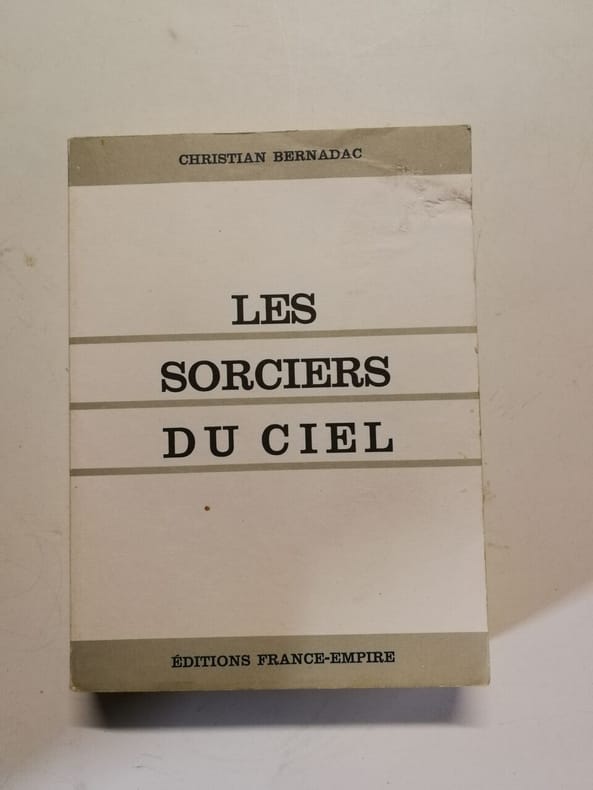 CHRISTIAN BERNADAC
LES
SORCIERS
DU CIEL
ÉDITIONS FRANCE-EMPIRE